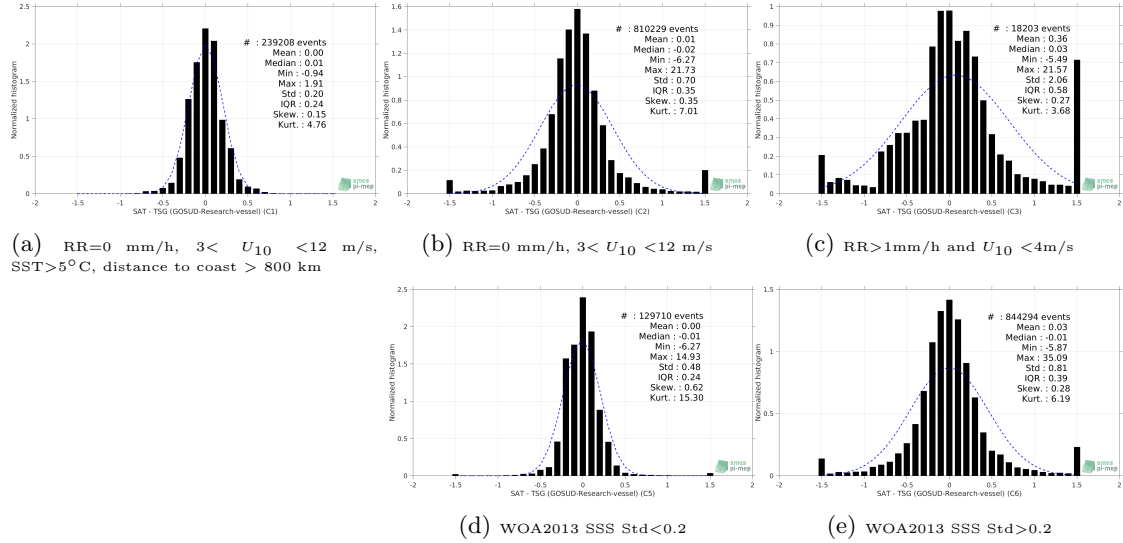 2.5
2
1.5
1
0.5
0
Normalized histogram
# : 239208 events
Mean : 0.00
Median : 0.01
Min : -0.94
Max : 1.91
Std : 0.20
IQR : 0.24
Skew. : 0.15
Kurt. : 4.76
smos
pi-mep
-2 -1.5 -1 -0.5 0 0.5 1 1.5 2
SAT - TSG (GOSUD-Research-vessel) (C1)
(a) RR=0 mm/h, 3< U10 <12 m/s,
SST>5°C, distance to coast > 800 km
1.6
1.4
1.2
1
0.8
0.6
0.4
0.2
0
Normalized histogram
# : 810229 events
Mean : 0.01
Median : -0.02
Min : -6.27
Max : 21.73
Std : 0.70
IQR : 0.35
Skew. : 0.35
Kurt. : 7.01
smos
pi-mep
-2 -1.5 -1 -0.5 0 0.5 1 1.5 2
SAT - TSG (GOSUD-Research-vessel) (C2)
(b) RR=0 mm/h, 3< U10 <12 m/s
1
0.9
0.8
0.7
0.6
0.5
0.4
0.3
0.2
0.1
0
Normalized histogram
# : 18203 events
Mean : 0.36
Median : 0.03
Min : -5.49
Max : 21.57
Std : 2.06
IQR : 0.58
Skew. : 0.27
Kurt. : 3.68
smos
pi-mep
-2 -1.5 -1 -0.5 0 0.5 1 1.5 2
SAT - TSG (GOSUD-Research-vessel) (C3)
(c) RR>1mm/h and U10 <4m/s
2.5
2
1.5
1
0.5
0
Normalized histogram
# : 129710 events
Mean : 0.00
Median : -0.01
Min : -6.27
Max : 14.93
Std : 0.48
IQR : 0.24
Skew. : 0.62
Kurt. : 15.30
smos
pi-mep
-2 -1.5 -1 -0.5 0 0.5 1 1.5 2
SAT - TSG (GOSUD-Research-vessel) (C5)
(d) WOA2013 SSS Std<0.2
1.5
1
0.5
0
Normalized histogram
# : 844294 events
Mean : 0.03
Median : -0.01
Min : -5.87
Max : 35.09
Std : 0.81
IQR : 0.39
Skew. : 0.28
Kurt. : 6.19
smos
pi-mep
-2 -1.5 -1 -0.5 0 0.5 1 1.5 2
SAT - TSG (GOSUD-Research-vessel) (C6)
(e) WOA2013 SSS Std>0.2